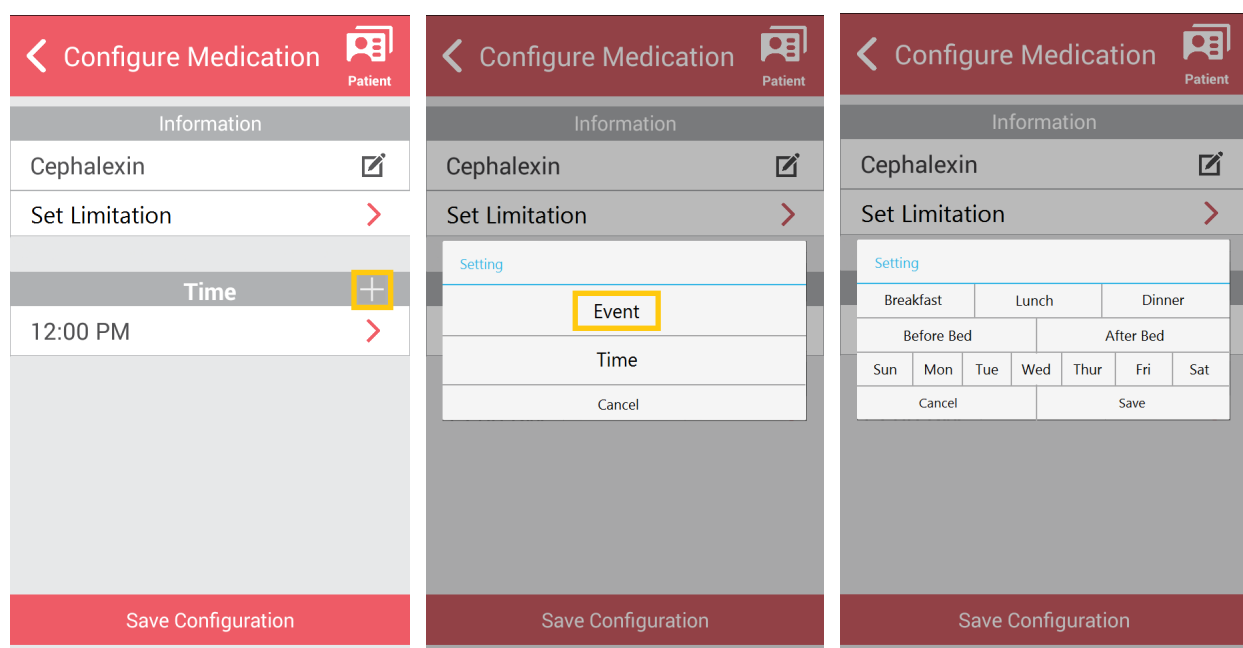 Configure Medication
Patient
Information
Cephalexin
Set Limitation
Time
12:00 PM
Save Configuration
Configure Medication
Patient
Information
Cephalexin
Set Limitation
Setting
Event
Time
Cancel
Save Configuration
Configure Medication
Patient
Information
Cephalexin
Set Limitation
Setting
Breakfast Lunch Dinner
Before Bed After Bed
Sun Mon Tue Wed Thur Fri Sat
Cancel Save
Save Configuration